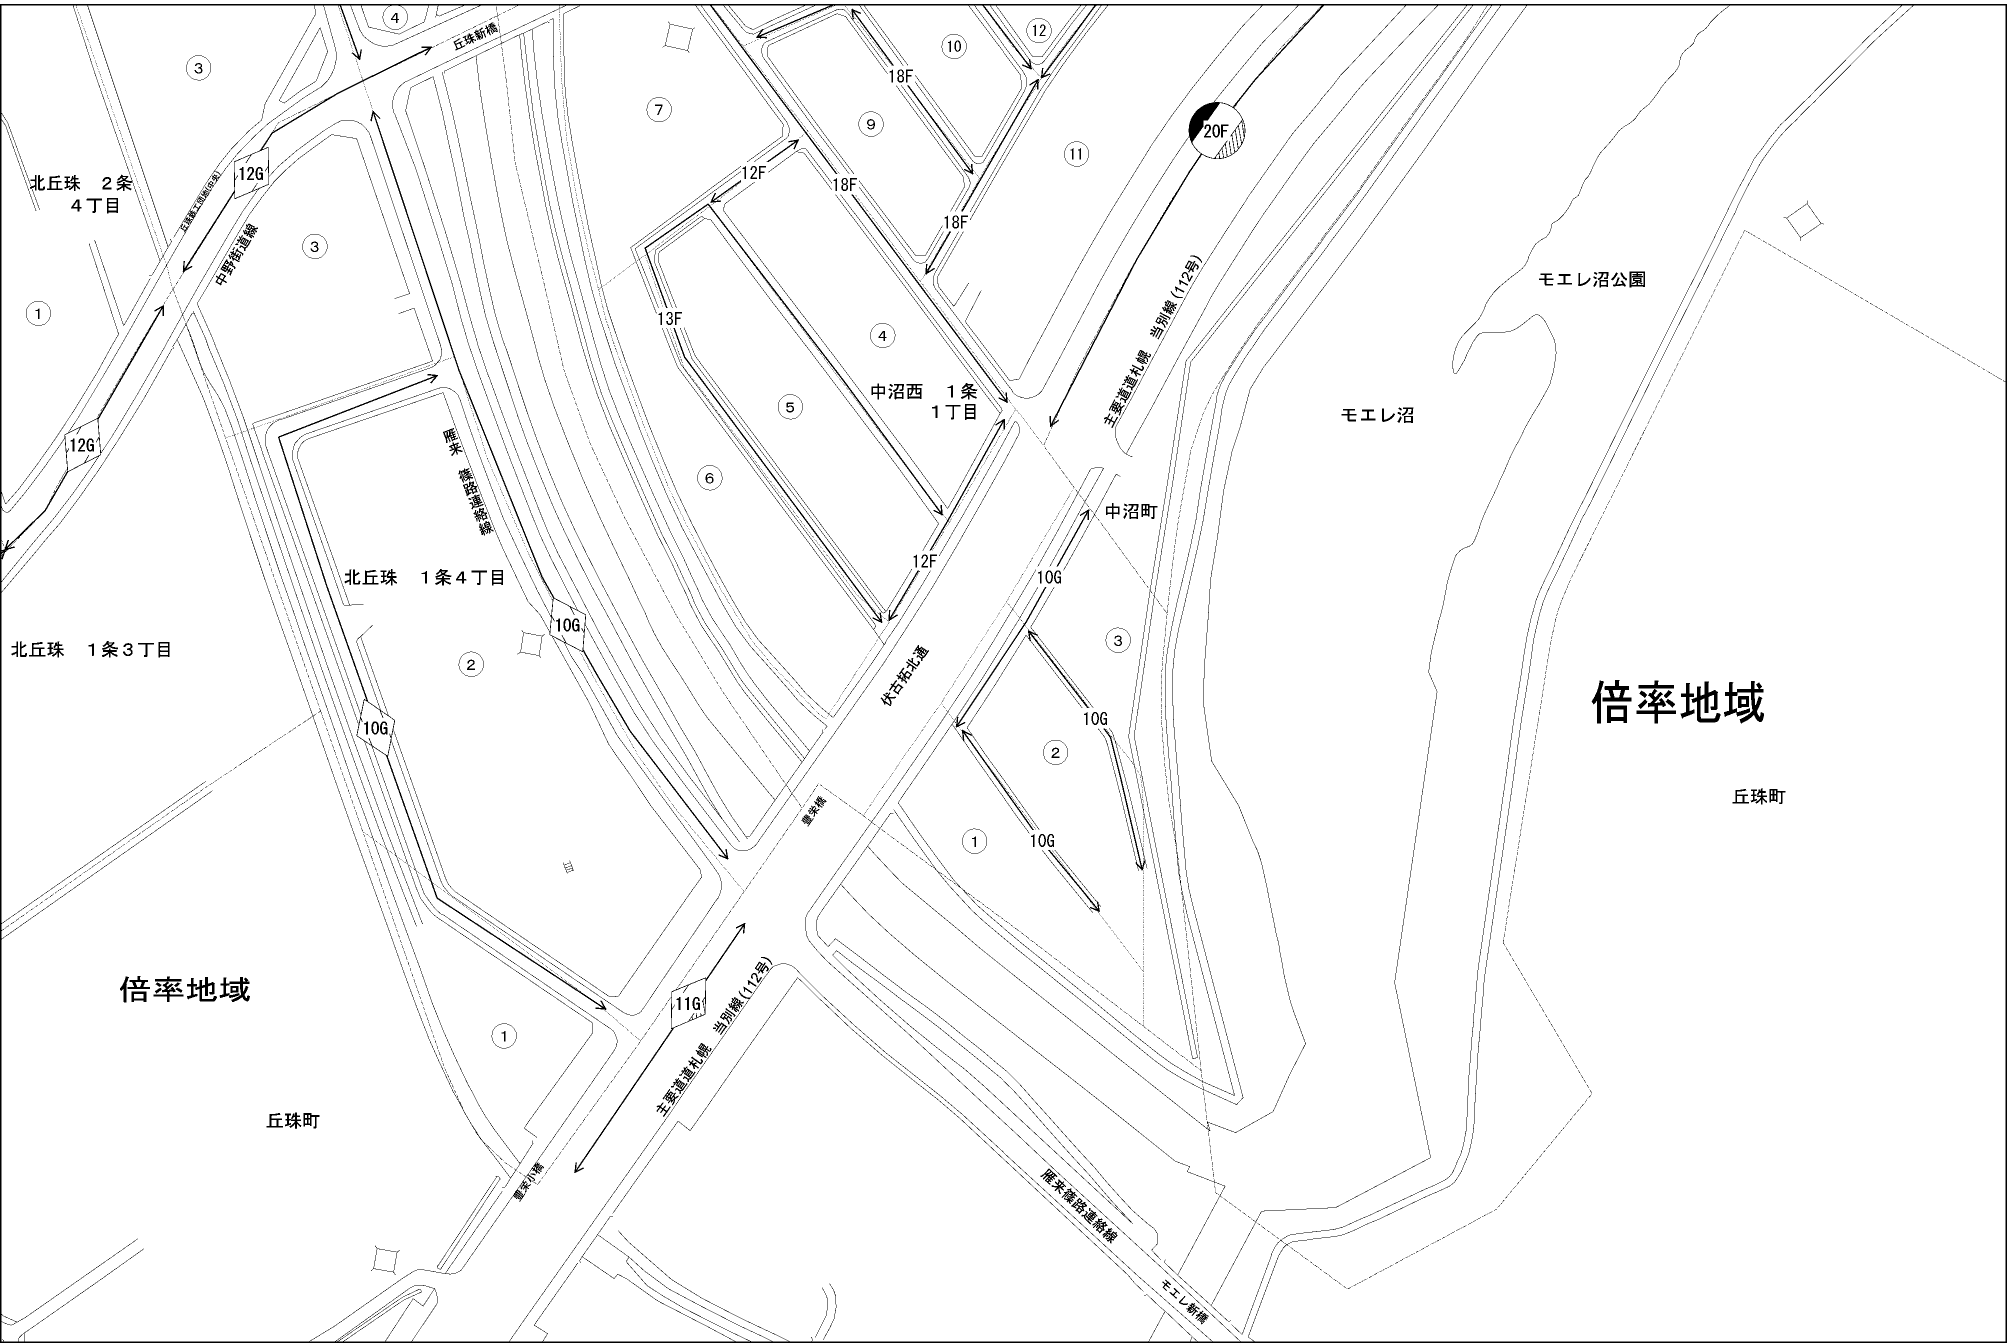 ④
丘珠新橋
⑩
⑫
③
18F
⑦
⑨
20F
⑪
12G
12F
18F
北丘珠　２条
４丁目
18F
中野街道線
③
モエレ沼公園
主要道道札幌　当別線(112号)
①
13F
④
中沼西　１条
１丁目
⑤
モエレ沼
12G
雁来　篠路連絡線
⑥
中沼町
12F
10G
北丘珠　１条４丁目
10G
③
北丘珠　１条３丁目
②
伏古拓北通
倍率地域
10G
10G
②
丘珠町
豊栄橋
①
10G
倍率地域
11G
主要道道札幌　当別線(112号)
①
丘珠町
豊栄小橋
雁来篠路連絡線
モエレ新橋